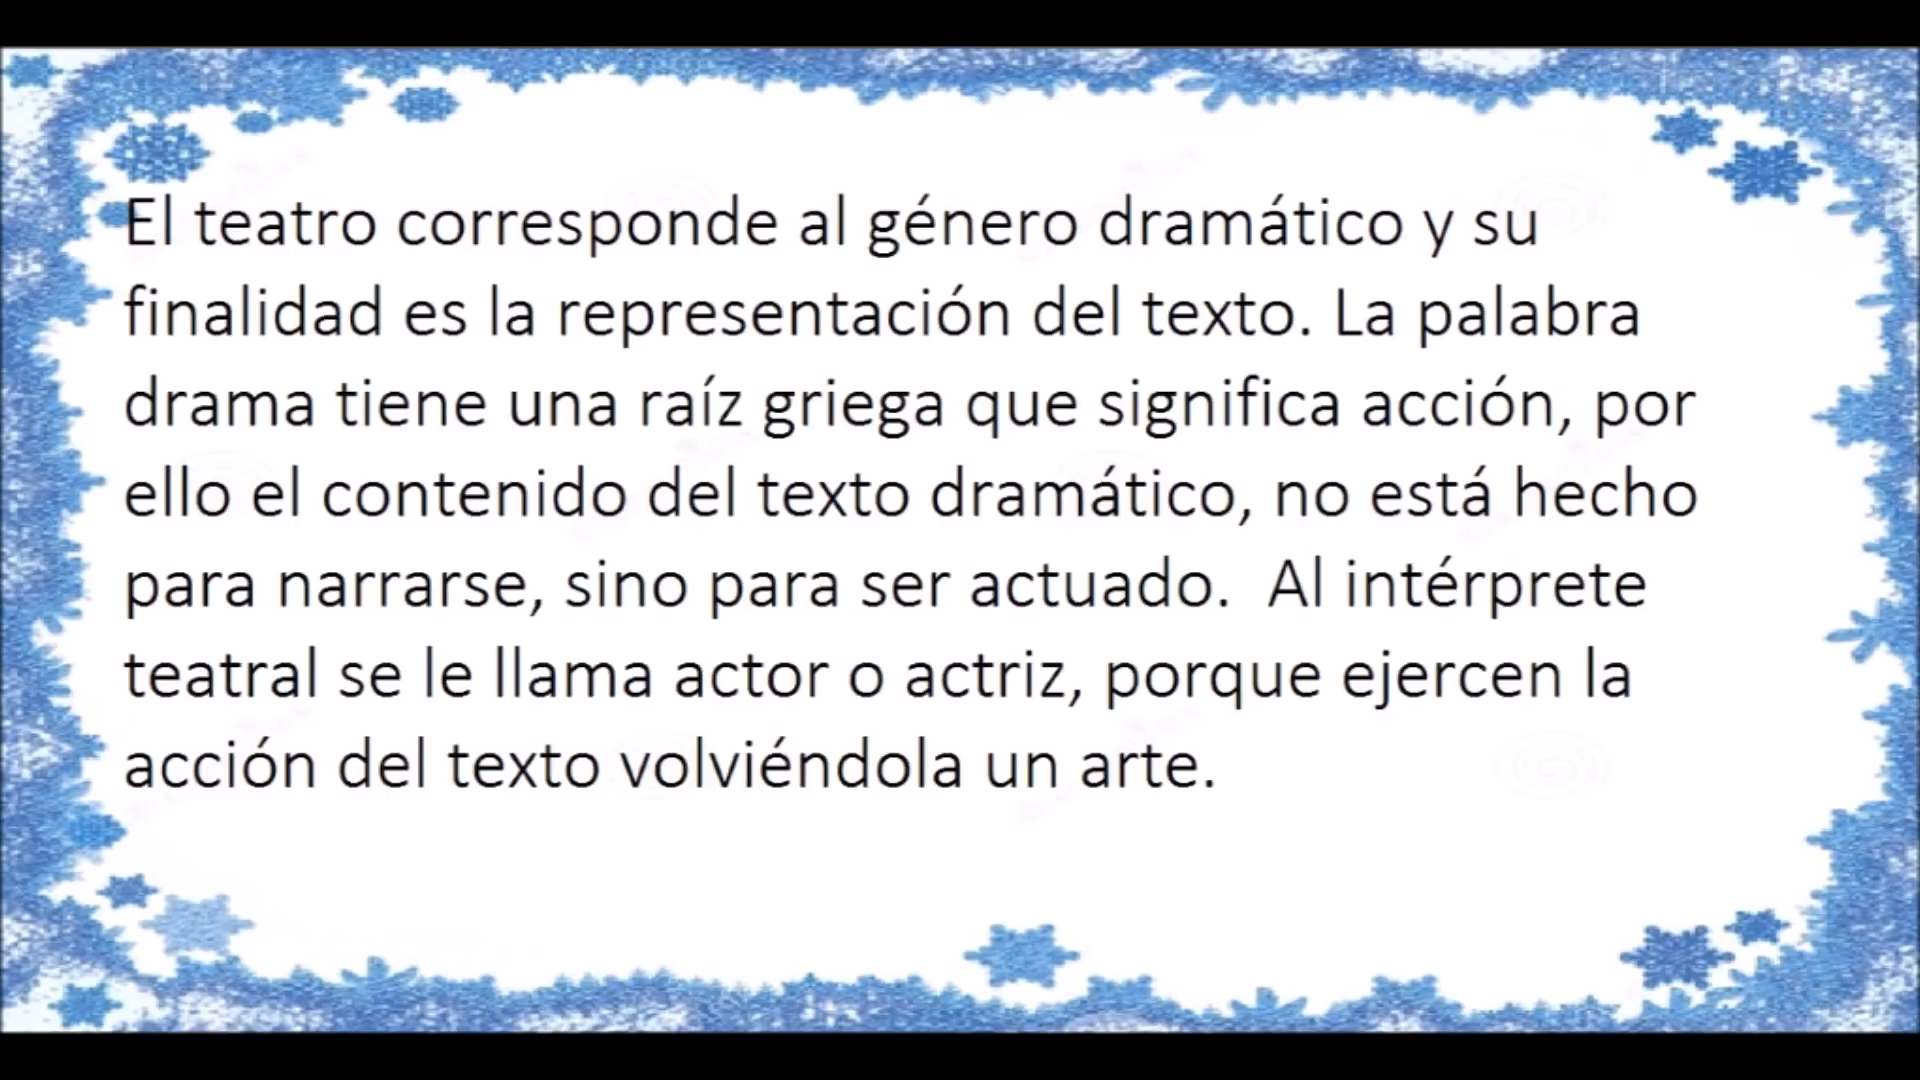 El teatro corresponde al género dramático y su
finalidad es la representación del texto. La palabra
drama tiene una raíz griega que significa acción, por
ello el contenido del texto dramático, no está hecho
para narrarse, sino para ser actuado.  Al intérprete
teatral se le llama actor o actriz, porque ejercen la
acción del texto volviéndola un arte.